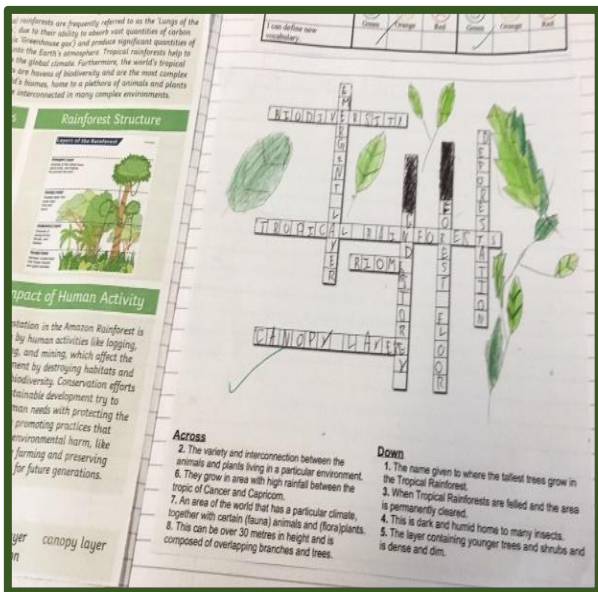 al rainforests are frequently referred to as the 'Lungs of the
, due to their ability to absorb vast quantities of carbon
(a 'Greenhouse gas') and produce significant quantities of
into the Earth's atmosphere. Tropical rainforests help to
the global climate. Furthermore, the world's tropical
are havens of biodiversity and are the most complex
d's biomes, home to a plethora of animals and plants
interconnected in many complex environments.
s
Rainforest Structure
Layers of the Rainforest
mpact of Human Activity
station in the Amazon Rainforest is
by human activities like logging,
g, and mining, which affect the
ment by destroying habitats and
biodiversity. Conservation efforts
tainable development try to
man needs with protecting the
promoting practices that
environmental harm, like
farming and preserving
for future generations.
yer canopy layer
n
I can define new
vocabulary.
Green Orange Red Green Orange Red
EMERGENT LAYER
BIODIVERSITY
DEFORESTATION
UNDERSTOREY
FOREST FLOOR
TROPICAL RAINFORESTS
BIOME
CANOPY LAYER
Across
2. The variety and interconnection between the
animals and plants living in a particular environment.
6. They grow in area with high rainfall between the
tropic of Cancer and Capricorn.
7. An area of the world that has a particular climate,
together with certain (fauna) animals and (flora)plants.
8. This can be over 30 metres in height and is
composed of overlapping branches and trees.
Down
1. The name given to where the tallest trees grow in
the Tropical Rainforest.
3. When Tropical Rainforests are felled and the area
is permanently cleared.
4. This is dark and humid home to many insects.
5. The layer containing younger trees and shrubs and
is dense and dim.